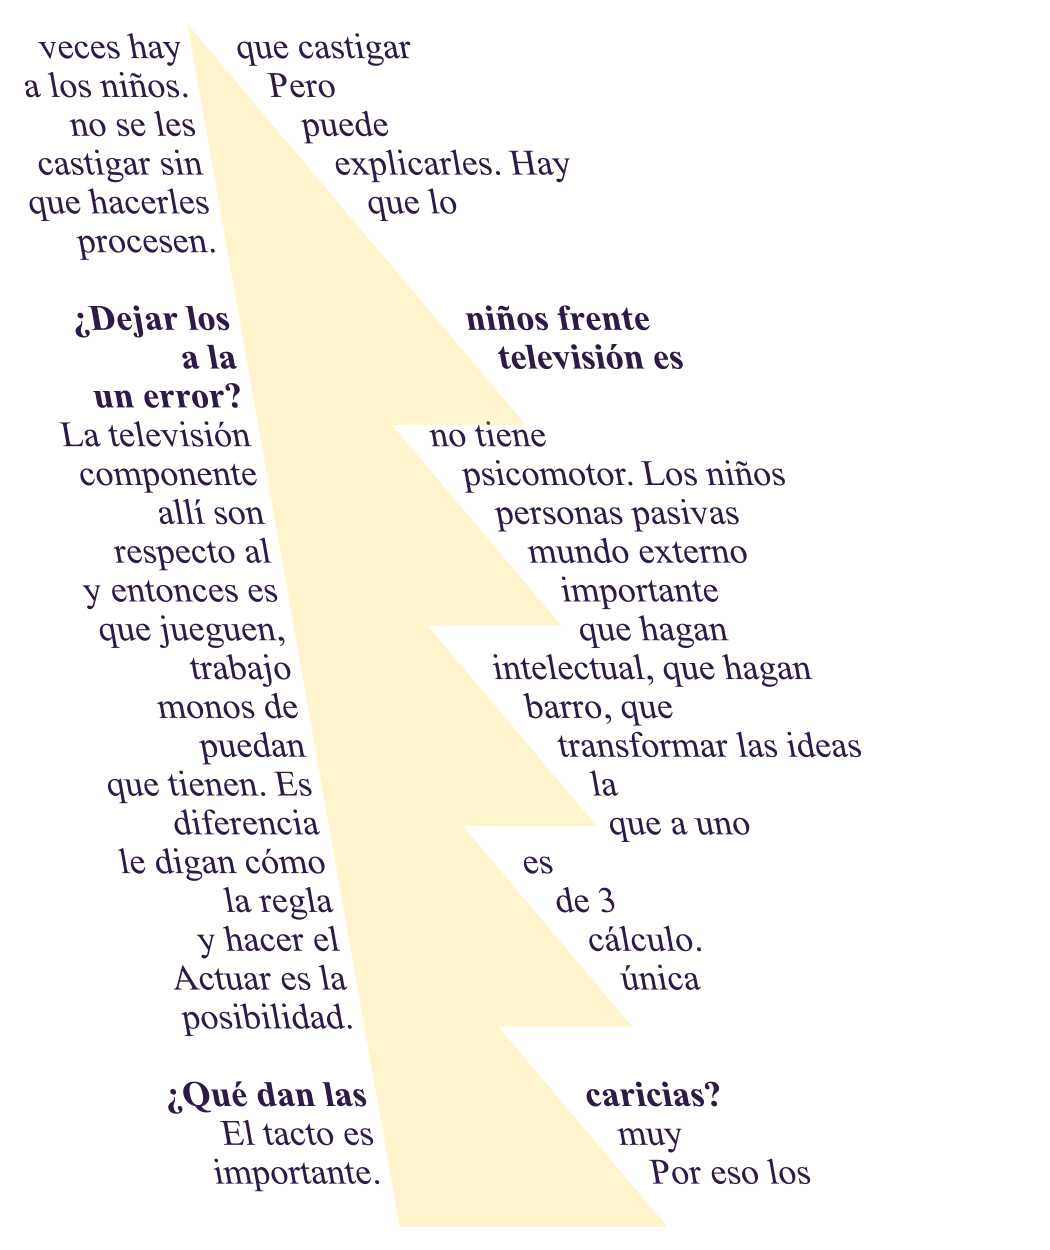 veces hay que castigar
a los niños. Pero
no se les puede
castigar sin explicarles. Hay
que hacerles que lo
procesen.
¿Dejar los niños frente
a la televisión es
un error?
La televisión no tiene
componente psicomotor. Los niños
allí son personas pasivas
respecto al mundo externo
y entonces es importante
que jueguen, que hagan
trabajo intelectual, que hagan
monos de barro, que
puedan transformar las ideas
que tienen. Es la
diferencia que a uno
le digan cómo es
la regla de 3
y hacer el cálculo.
Actuar es la única
posibilidad.
¿Qué dan las caricias?
El tacto es muy
importante. Por eso los